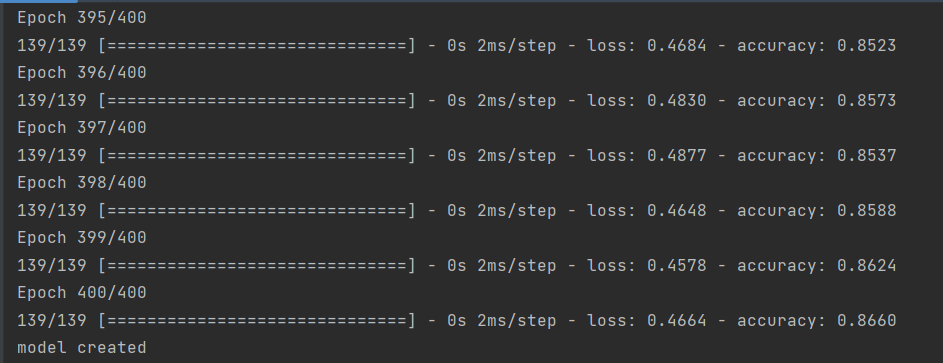 Epoch 395/400
139/139 [==============================] - 0s 2ms/step - loss: 0.4684 - accuracy: 0.8523
Epoch 396/400
139/139 [==============================] - 0s 2ms/step - loss: 0.4830 - accuracy: 0.8573
Epoch 397/400
139/139 [==============================] - 0s 2ms/step - loss: 0.4877 - accuracy: 0.8537
Epoch 398/400
139/139 [==============================] - 0s 2ms/step - loss: 0.4648 - accuracy: 0.8588
Epoch 399/400
139/139 [==============================] - 0s 2ms/step - loss: 0.4578 - accuracy: 0.8624
Epoch 400/400
139/139 [==============================] - 0s 2ms/step - loss: 0.4664 - accuracy: 0.8660
model created